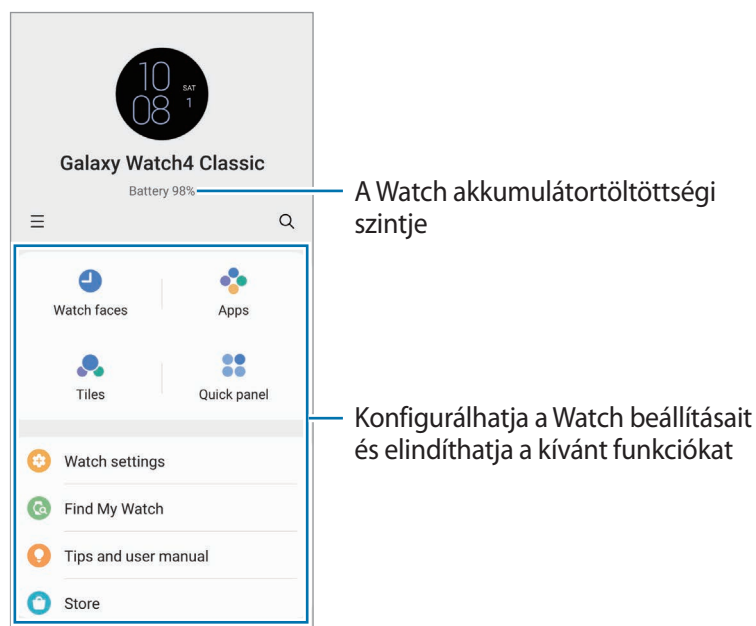 10
08
SAT
1
Galaxy Watch4 Classic
Battery 98%
A Watch akkumulátortöltöttségi
szintje
Watch faces
Apps
Tiles
Quick panel
Konfigurálhatja a Watch beállításait
és elindíthatja a kívánt funkciókat
Watch settings
Find My Watch
Tips and user manual
Store